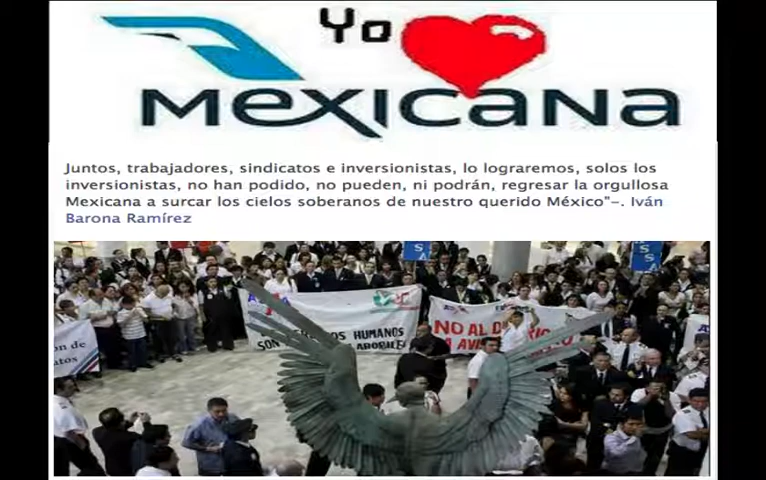 Yo
Mexicana
Juntos, trabajadores, sindicatos e inversionistas, lo lograremos, solos los
inversionistas, no han podido, no pueden, ni podrán, regresar la orgullosa
Mexicana a surcar los cielos soberanos de nuestro querido México"-. Iván
Barona Ramírez
HUMANOS
SON
NO AL D